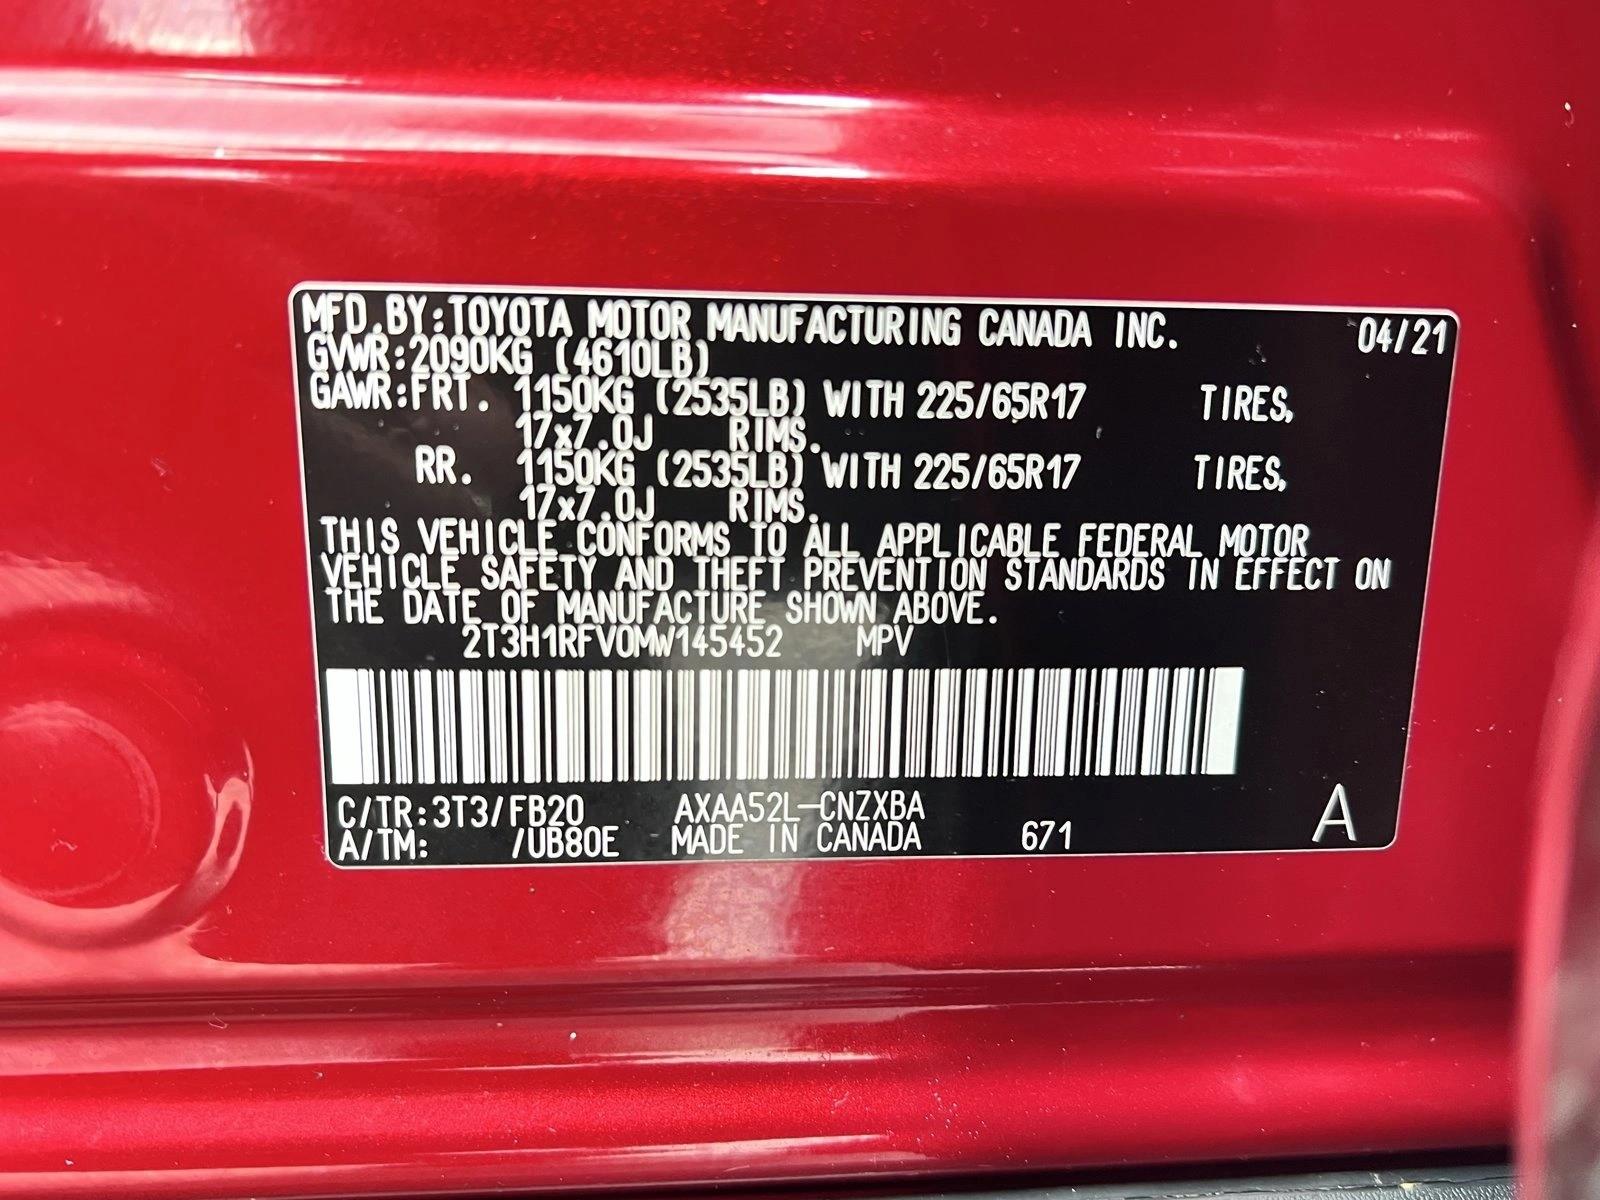 MFD.BY:TOYOTA MOTOR MANUFACTURING CANADA INC. 04/21
GVWR:2090KG (4610LB)
GAWR:FRT. 1150KG (2535LB) WITH 225/65R17 TIRES,
17x7.0J RIMS.
RR. 1150KG (2535LB) WITH 225/65R17 TIRES,
17x7.0J RIMS.
THIS VEHICLE CONFORMS TO ALL APPLICABLE FEDERAL MOTOR
VEHICLE SAFETY AND THEFT PREVENTION STANDARDS IN EFFECT ON
THE DATE OF MANUFACTURE SHOWN ABOVE.
2T3H1RFV0MW145452 MPV
C/TR:3T3/FB20 AXAA52L-CNZXBA
A/TM: /UB80E MADE IN CANADA 671 A